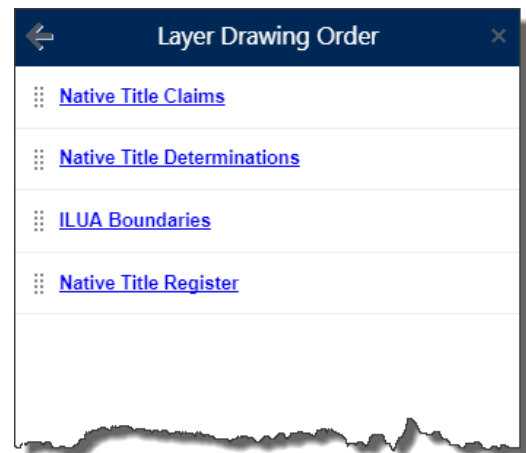 Layer Drawing Order
Native Title Claims
Native Title Determinations
ILUA Boundaries
Native Title Register